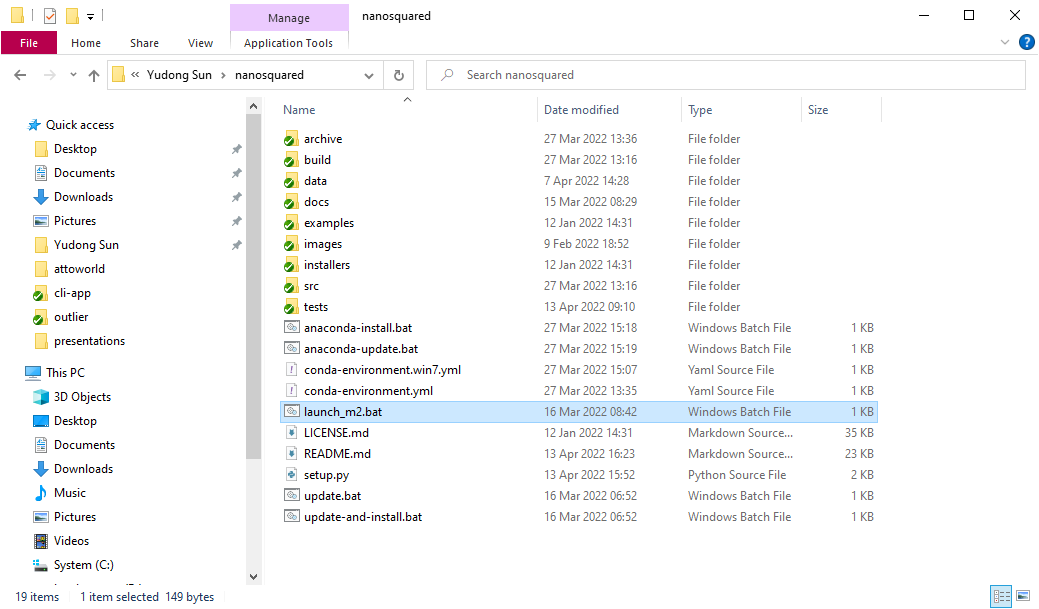 Manage
nanosquared
File
Home
Share
View
Application Tools
?
« Yudong Sun > nanosquared
Search nanosquared
Quick access
Desktop
Documents
Downloads
Pictures
Yudong Sun
attoworld
cli-app
outlier
presentations
This PC
3D Objects
Desktop
Documents
Downloads
Music
Pictures
Videos
System (C:)
Name Date modified Type Size
archive 27 Mar 2022 13:36 File folder
build 27 Mar 2022 13:16 File folder
data 7 Apr 2022 14:28 File folder
docs 15 Mar 2022 08:29 File folder
examples 12 Jan 2022 14:31 File folder
images 9 Feb 2022 18:52 File folder
installers 12 Jan 2022 14:31 File folder
src 27 Mar 2022 13:16 File folder
tests 13 Apr 2022 09:10 File folder
anaconda-install.bat 27 Mar 2022 15:18 Windows Batch File 1 KB
anaconda-update.bat 27 Mar 2022 15:19 Windows Batch File 1 KB
conda-environment.win7.yml 27 Mar 2022 15:07 Yaml Source File 1 KB
conda-environment.yml 27 Mar 2022 13:35 Yaml Source File 1 KB
launch_m2.bat 16 Mar 2022 08:42 Windows Batch File 1 KB
LICENSE.md 12 Jan 2022 14:31 Markdown Source... 35 KB
README.md 13 Apr 2022 16:23 Markdown Source... 23 KB
setup.py 13 Apr 2022 15:52 Python Source File 2 KB
update.bat 16 Mar 2022 06:52 Windows Batch File 1 KB
update-and-install.bat 16 Mar 2022 06:52 Windows Batch File 1 KB
19 items 1 item selected 149 bytes